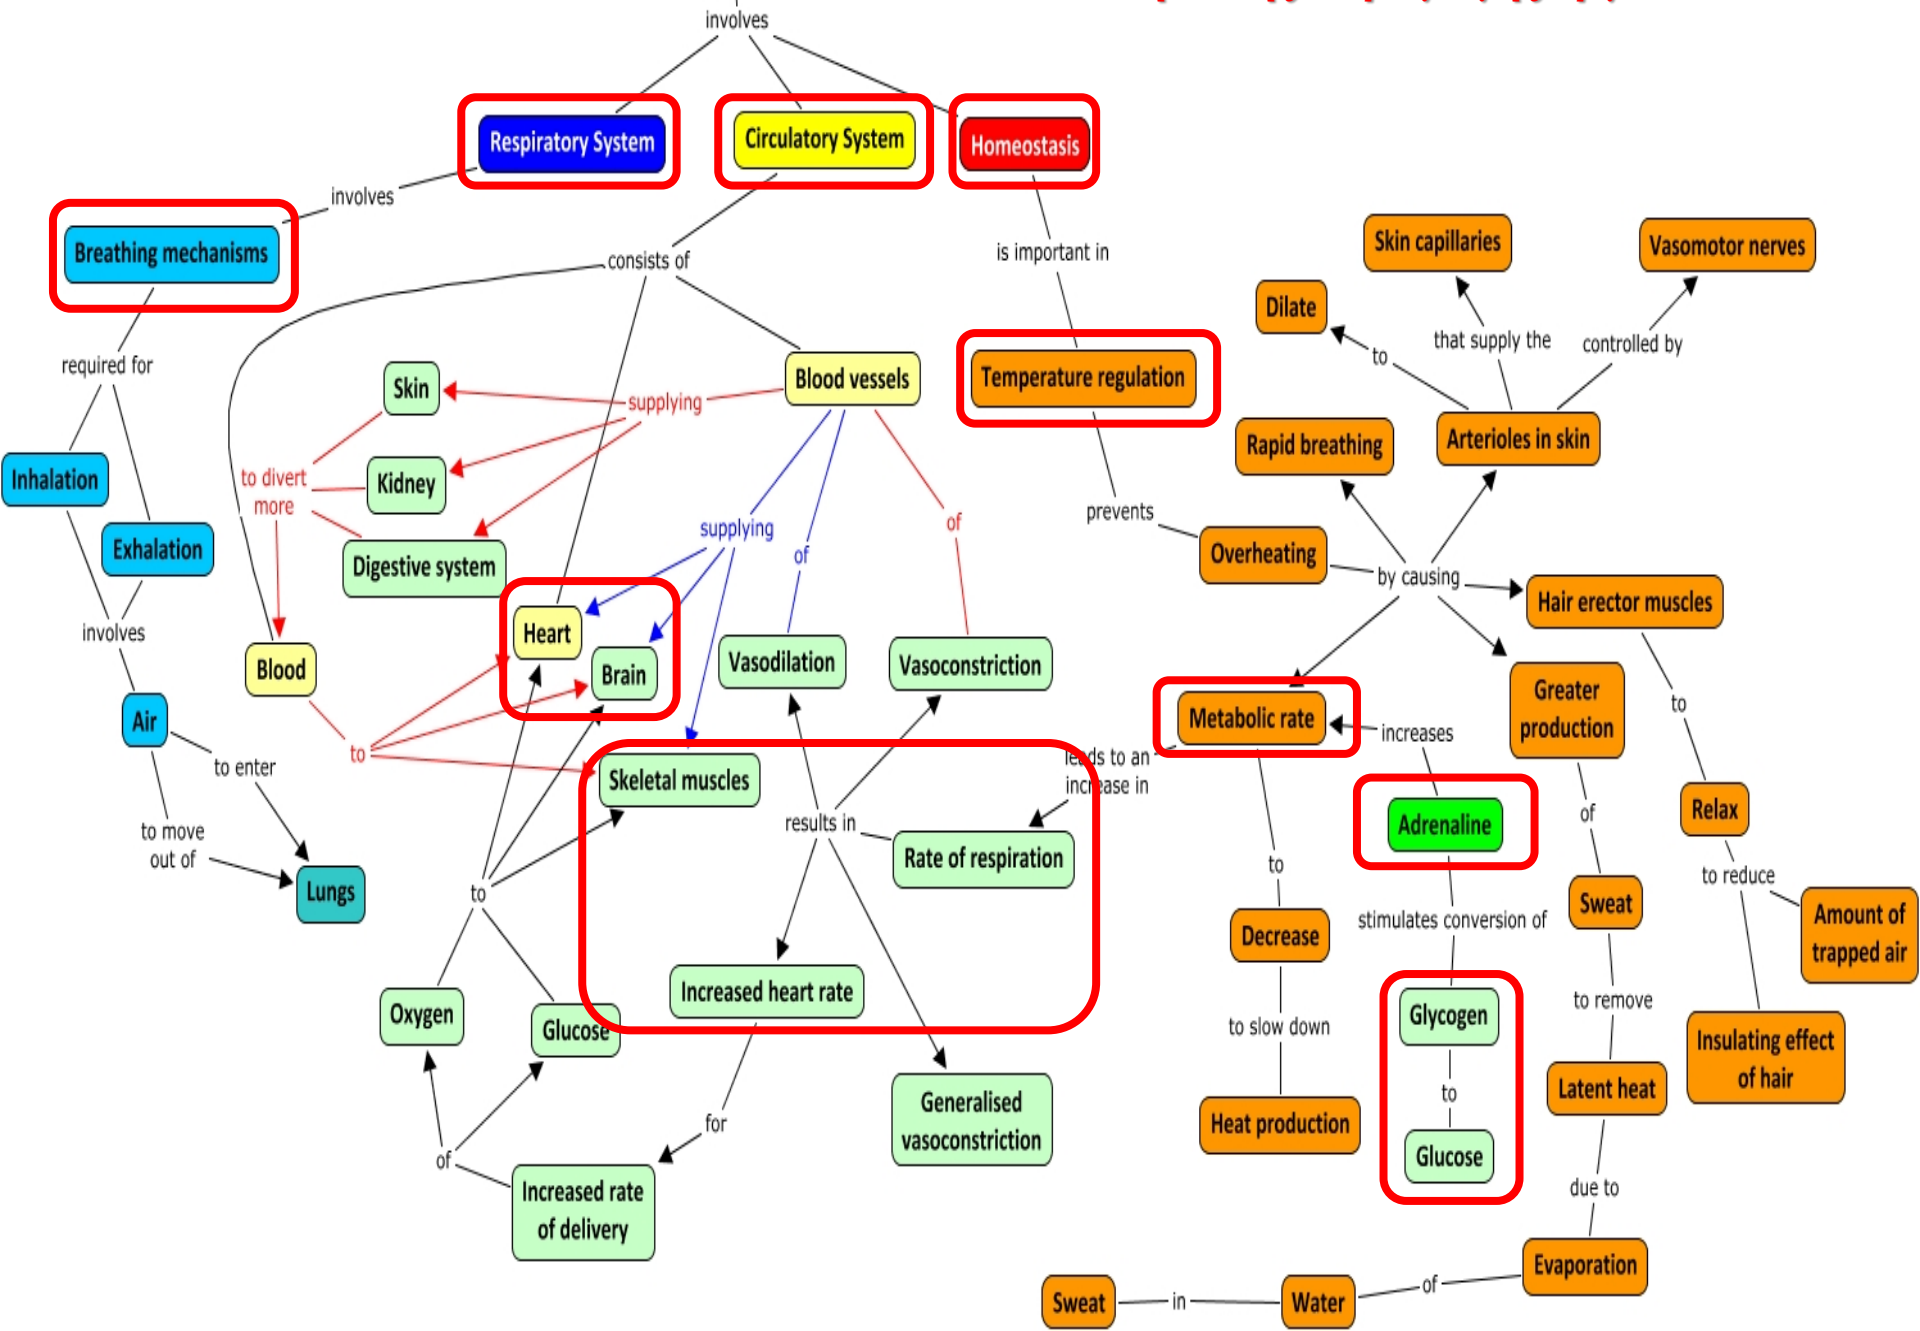 involves
Respiratory System
Circulatory System
Homeostasis
involves
Breathing mechanisms
consists of
is important in
Skin capillaries
Vasomotor nerves
Dilate
that supply the
controlled by
to
required for
Skin
supplying
Blood vessels
Temperature regulation
Rapid breathing
Arterioles in skin
Inhalation
to divert
more
Kidney
prevents
Exhalation
Digestive system
supplying
of
of
Overheating
by causing
Hair erector muscles
involves
Heart
Blood
Brain
Vasodilation
Vasoconstriction
Air
to
Metabolic rate
increases
Greater
production
to
to enter
Skeletal muscles
leads to an
increase in
to move
out of
results in
Rate of respiration
Adrenaline
of
Relax
Lungs
to
to
stimulates conversion of
Sweat
to reduce
Amount of
trapped air
Decrease
Oxygen
Glucose
Increased heart rate
to slow down
Glycogen
to
Glucose
to remove
Insulating effect
of hair
Latent heat
Generalised
vasoconstriction
Heat production
for
of
Increased rate
of delivery
due to
Evaporation
of
Water
in
Sweat